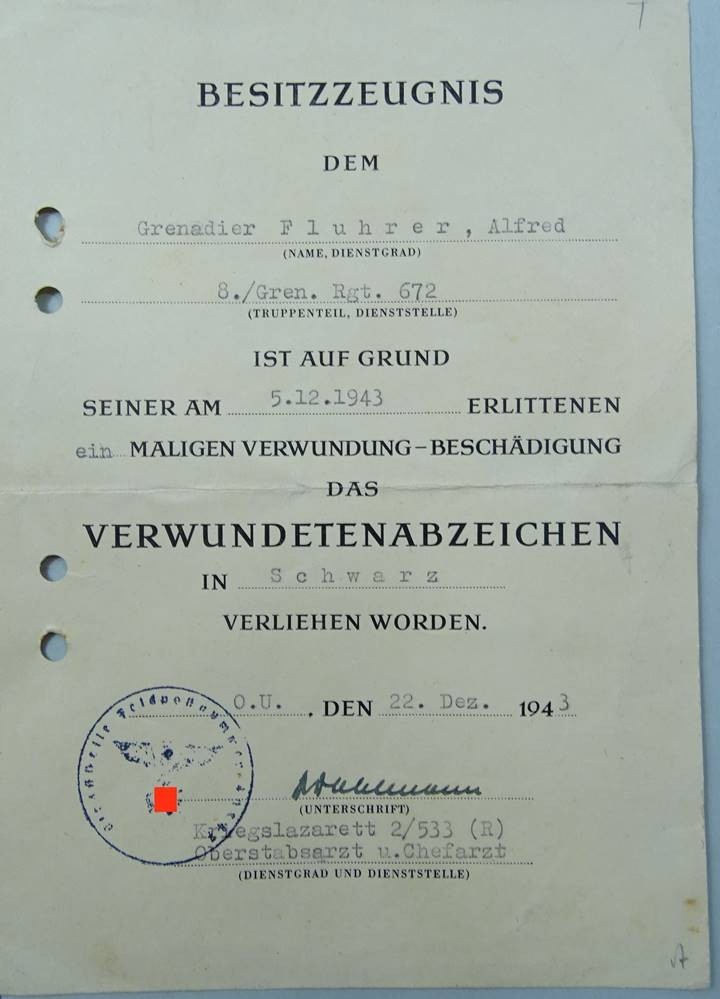 BESITZZEUGNIS
DEM
Grenadier Fluhrer, Alfred
(NAME, DIENSTGRAD)
8./Gren. Rgt. 672
(TRUPPENTEIL, DIENSTSTELLE)
IST AUF GRUND
SEINER AM 5.12.1943 ERLITTENEN
ein MALIGEN VERWUNDUNG-BESCHÄDIGUNG
DAS
VERWUNDETENABZEICHEN
IN Schwarz
VERLIEHEN WORDEN.
O.U. , DEN 22. Dez. 1943
(UNTERSCHRIFT)
Kriegslazarett 2/533 (R)
Oberstabsarzt u.Chefarzt
(DIENSTGRAD UND DIENSTSTELLE)